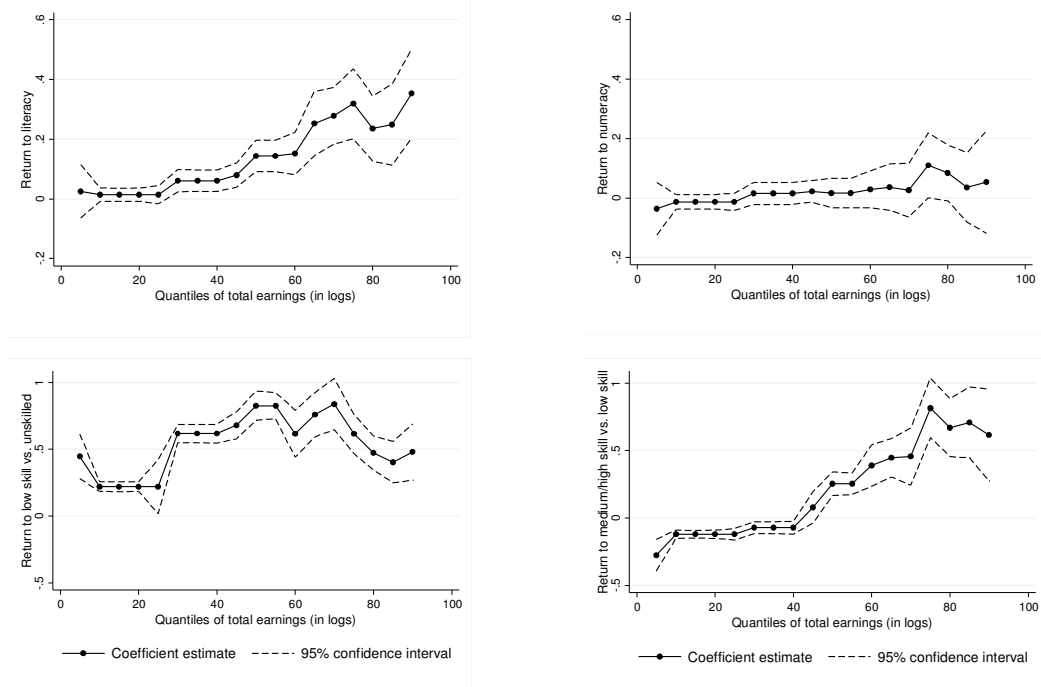 Return to literacy
.6
.4
.2
0
-.2
0 20 40 60 80 100
Quantiles of total earnings (in logs)
Return to numeracy
.6
.4
.2
0
-.2
0 20 40 60 80 100
Quantiles of total earnings (in logs)
Return to low skill vs. unskilled
1
.5
0
-.5
0 20 40 60 80 100
Quantiles of total earnings (in logs)
Coefficient estimate 95% confidence interval
Return to medium/high skill vs. low skill
1
.5
0
-.5
0 20 40 60 80 100
Quantiles of total earnings (in logs)
Coefficient estimate 95% confidence interval